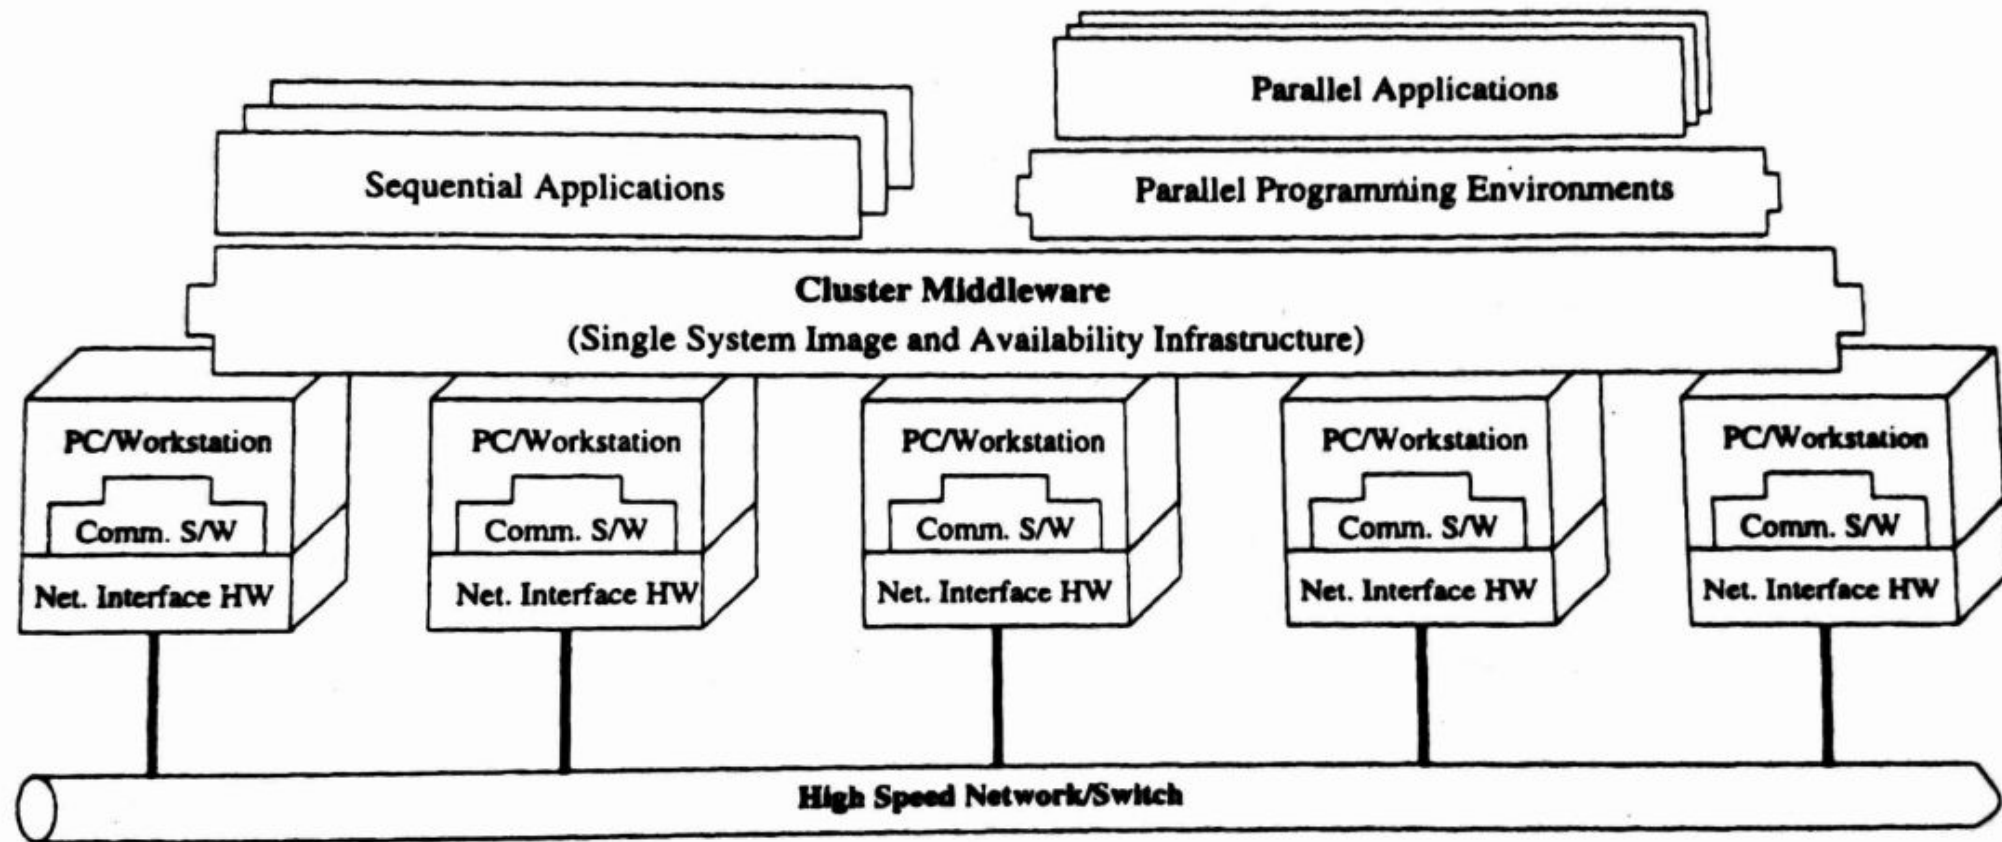 Parallel Applications
Sequential Applications
Parallel Programming Environments
Cluster Middleware
(Single System Image and Availability Infrastructure)
PC/Workstation
PC/Workstation
PC/Workstation
PC/Workstation
PC/Workstation
Comm. S/W
Comm. S/W
Comm. S/W
Comm. S/W
Comm. S/W
Net. Interface HW
Net. Interface HW
Net. Interface HW
Net. Interface HW
Net. Interface HW
High Speed Network/Switch